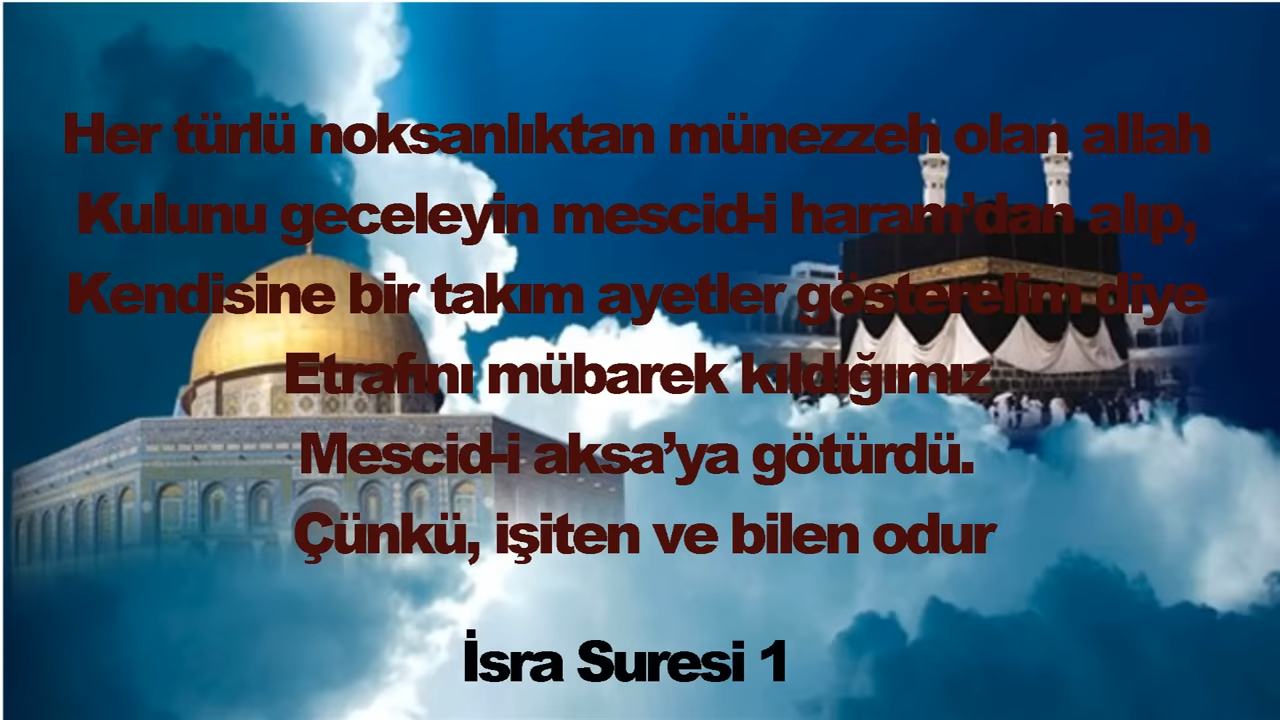 Her türlü noksanlıktan münezzeh olan allah
Kulunu geceleyin mescid-i haram’dan alıp,
Kendisine bir takım ayetler gösterelim diye
Etrafını mübarek kıldığımız
Mescid-i aksa’ya götürdü.
Çünkü, işiten ve bilen odur
İsra Suresi 1